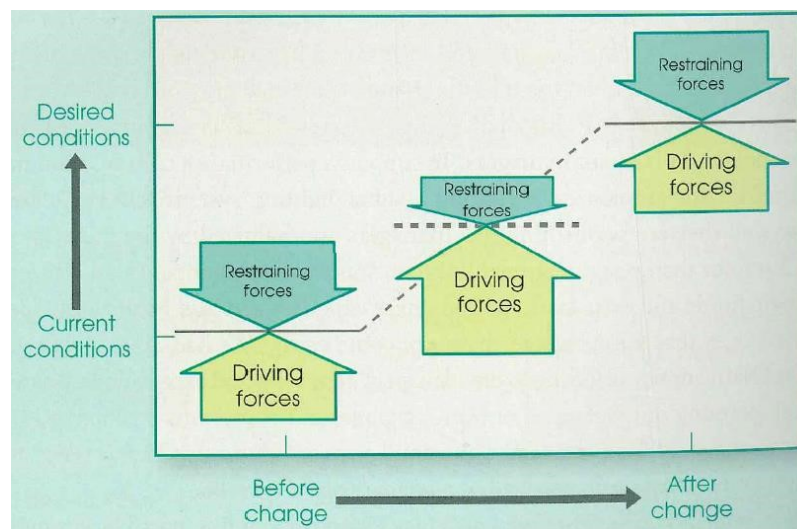 Restraining
forces
Desired
conditions
Driving
forces
Restraining
forces
Driving
forces
Restraining
forces
Current
conditions
Driving
forces
Before
change
After
change